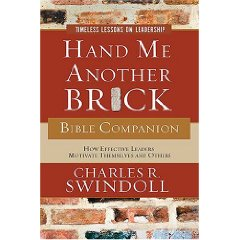 TIMELESS LESSONS ON LEADERSHIP
HAND ME
ANOTHER
BRICK
BIBLE COMPANION
HOW EFFECTIVE LEADERS
MOTIVATE THEMSELVES AND OTHERS
CHARLES R.
SWINDOLL